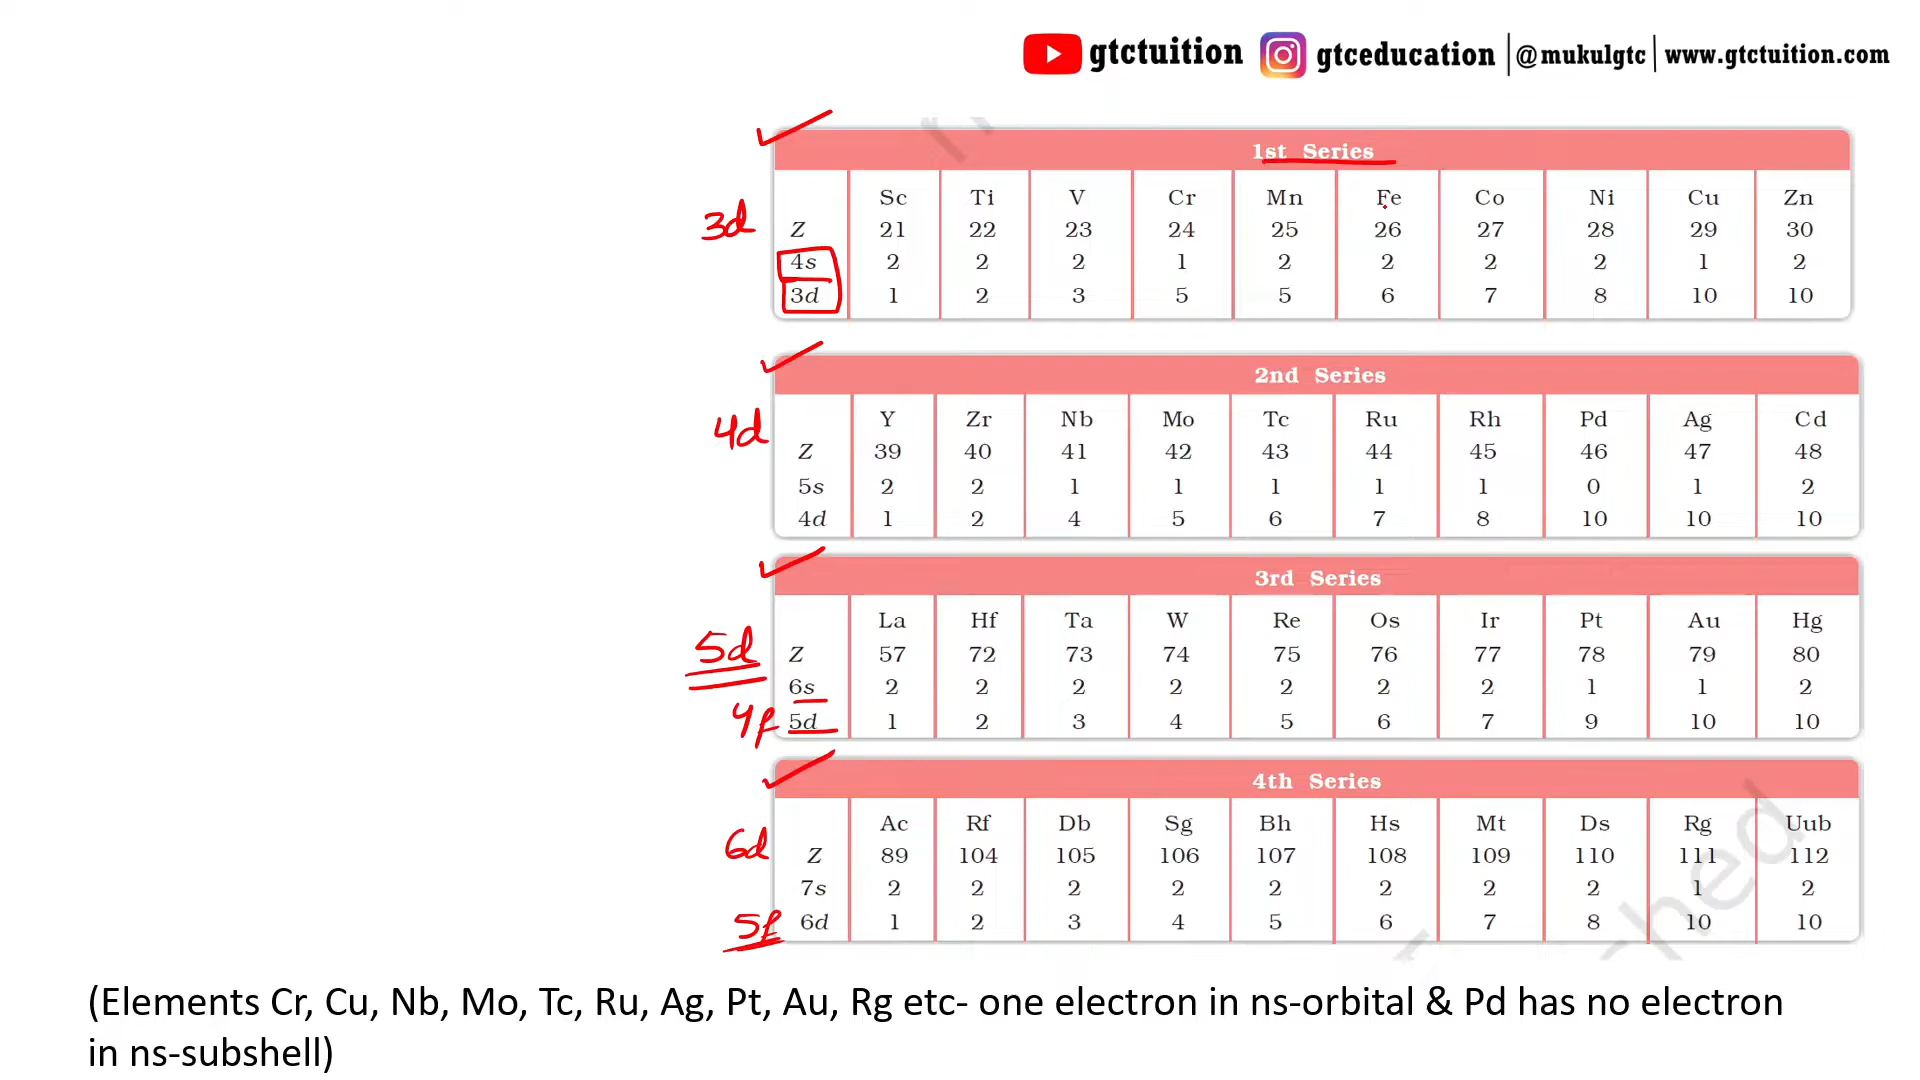 gtctuition gtceducation | @mukulgtc | www.gtctuition.com
1st Series
Sc Ti V Cr Mn Fe Co Ni Cu Zn
3d Z 21 22 23 24 25 26 27 28 29 30
4s 2 2 2 1 2 2 2 2 1 2
3d 1 2 3 5 5 6 7 8 10 10
2nd Series
Y Zr Nb Mo Tc Ru Rh Pd Ag Cd
4d Z 39 40 41 42 43 44 45 46 47 48
5s 2 2 1 1 1 1 1 0 1 2
4d 1 2 4 5 6 7 8 10 10 10
3rd Series
La Hf Ta W Re Os Ir Pt Au Hg
5d Z 57 72 73 74 75 76 77 78 79 80
6s 2 2 2 2 2 2 2 1 1 2
4f 5d 1 2 3 4 5 6 7 9 10 10
4th Series
Ac Rf Db Sg Bh Hs Mt Ds Rg Uub
6d Z 89 104 105 106 107 108 109 110 111 112
7s 2 2 2 2 2 2 2 2 1 2
5f 6d 1 2 3 4 5 6 7 8 10 10
(Elements Cr, Cu, Nb, Mo, Tc, Ru, Ag, Pt, Au, Rg etc- one electron in ns-orbital & Pd has no electron
in ns-subshell)